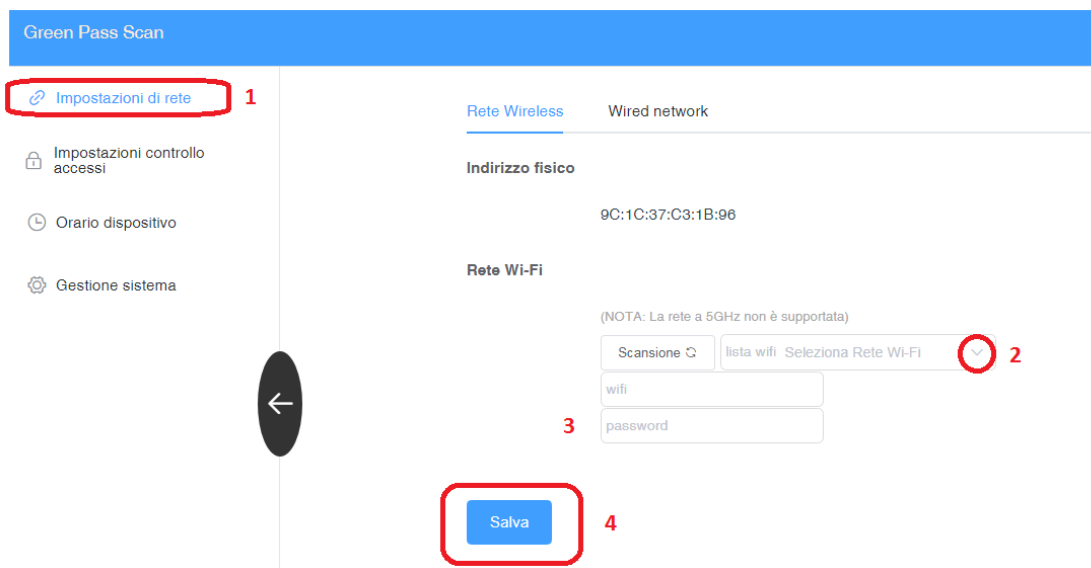 Green Pass Scan
Impostazioni di rete 1
Impostazioni controllo
accessi
Orario dispositivo
Gestione sistema
Rete Wireless Wired network
Indirizzo fisico
9C:1C:37:C3:1B:96
Rete Wi-Fi
(NOTA: La rete a 5GHz non è supportata)
Scansione lista wifi Seleziona Rete Wi-Fi 2
wifi
3 password
Salva 4